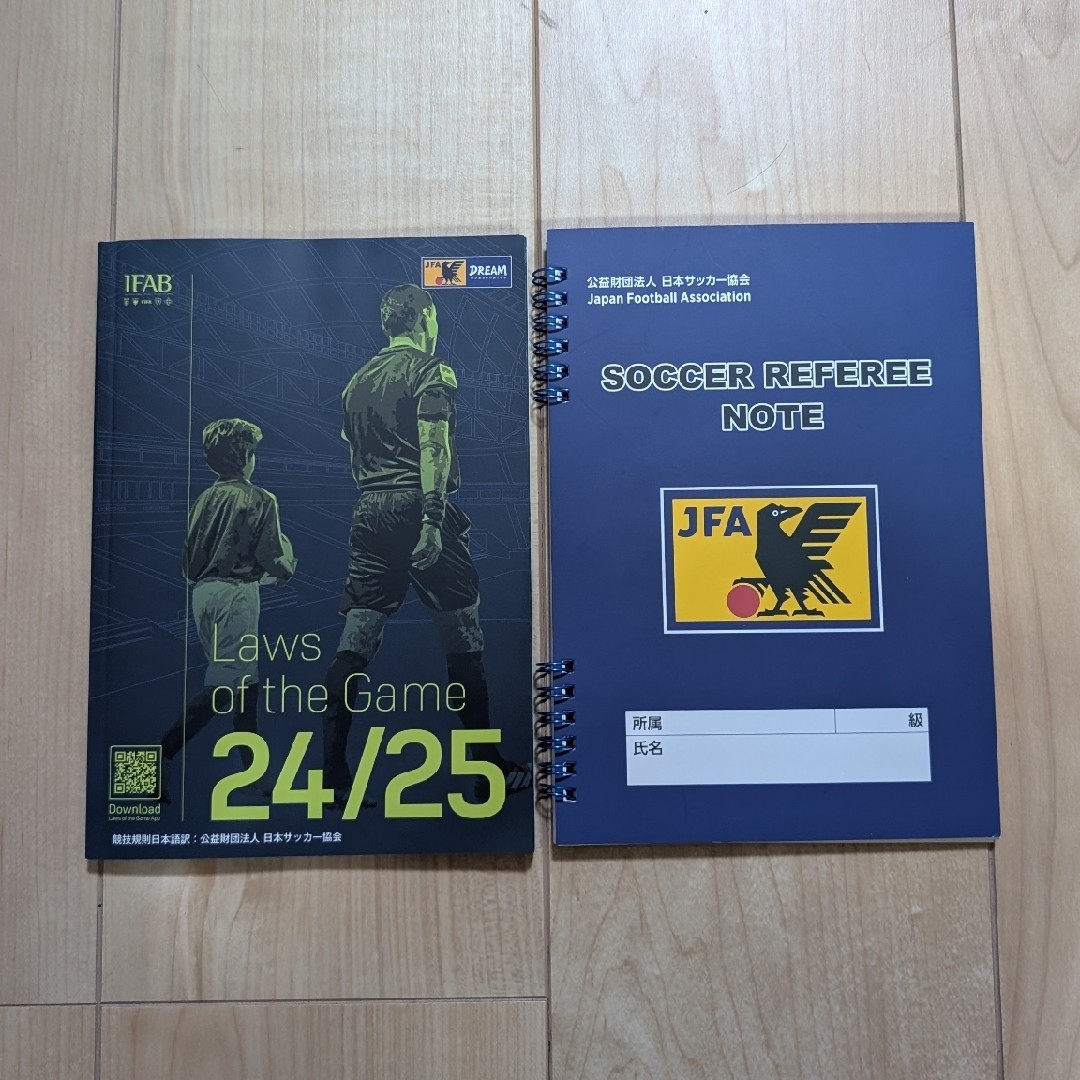 IFAB
FIFA
JFA
DREAM
Laws
of the Game
24/25
Download
Laws of the Game App
競技規則日本語訳：公益財団法人 日本サッカー協会
公益財団法人 日本サッカー協会
Japan Football Association
SOCCER REFEREE
NOTE
JFA
所属 級
氏名